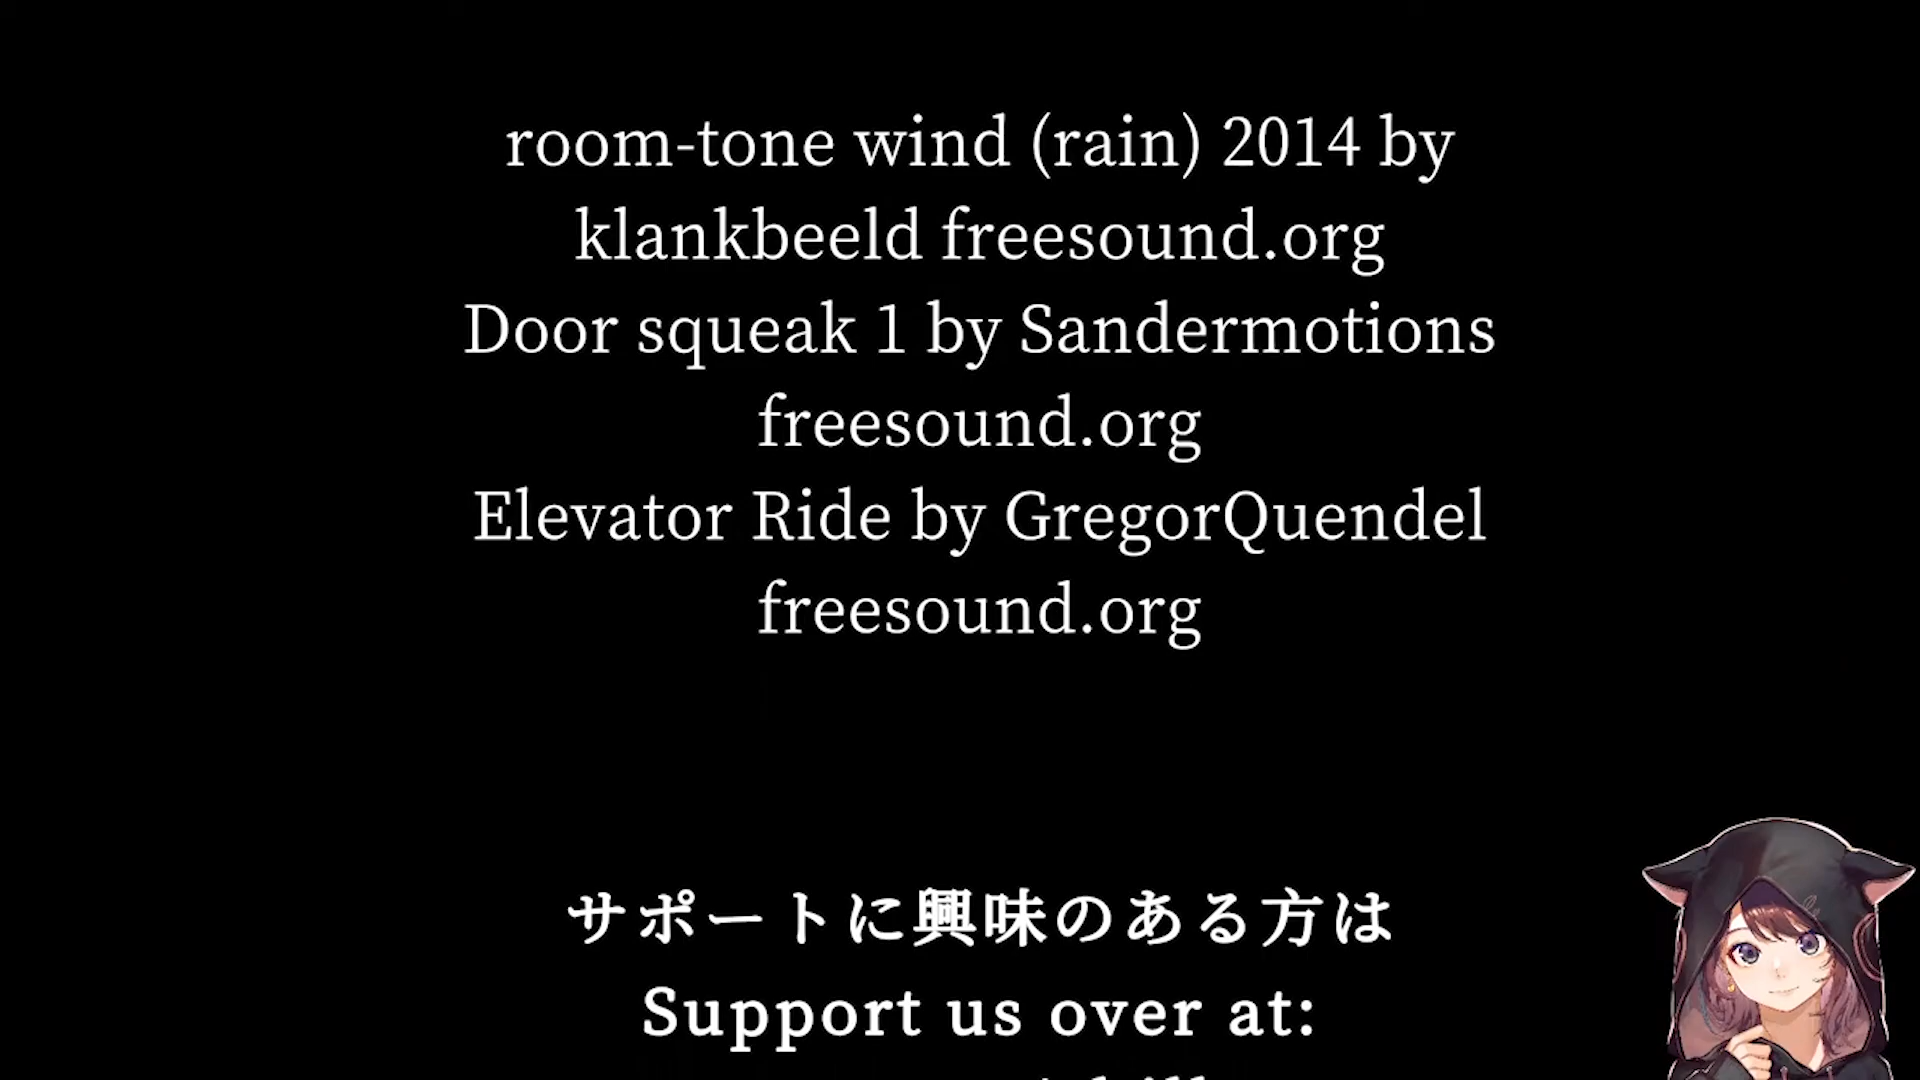 room-tone wind (rain) 2014 by
klankbeeld freesound.org
Door squeak 1 by Sandermotions
freesound.org
Elevator Ride by GregorQuendel
freesound.org
サポートに興味のある方は
Support us over at: